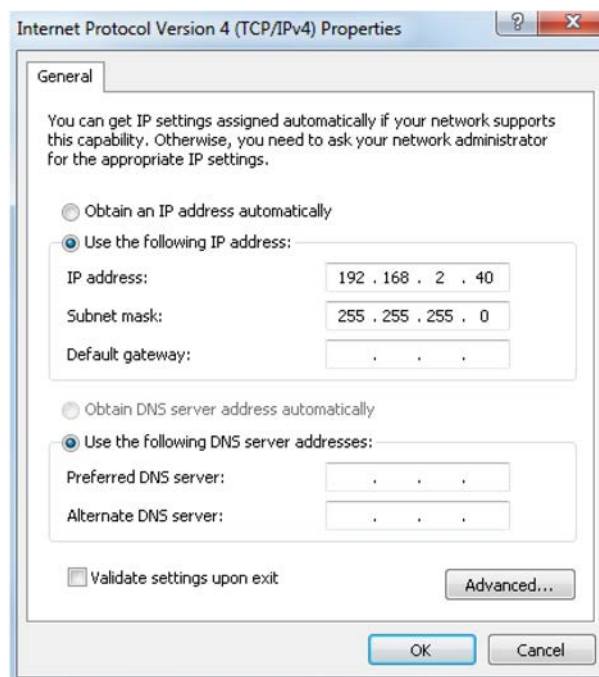 Internet Protocol Version 4 (TCP/IPv4) Properties
General
You can get IP settings assigned automatically if your network supports
this capability. Otherwise, you need to ask your network administrator
for the appropriate IP settings.
Obtain an IP address automatically
Use the following IP address:
IP address: 192 . 168 . 2 . 40
Subnet mask: 255 . 255 . 255 . 0
Default gateway: . . .
Obtain DNS server address automatically
Use the following DNS server addresses:
Preferred DNS server: . . .
Alternate DNS server: . . .
Validate settings upon exit
Advanced...
OK Cancel